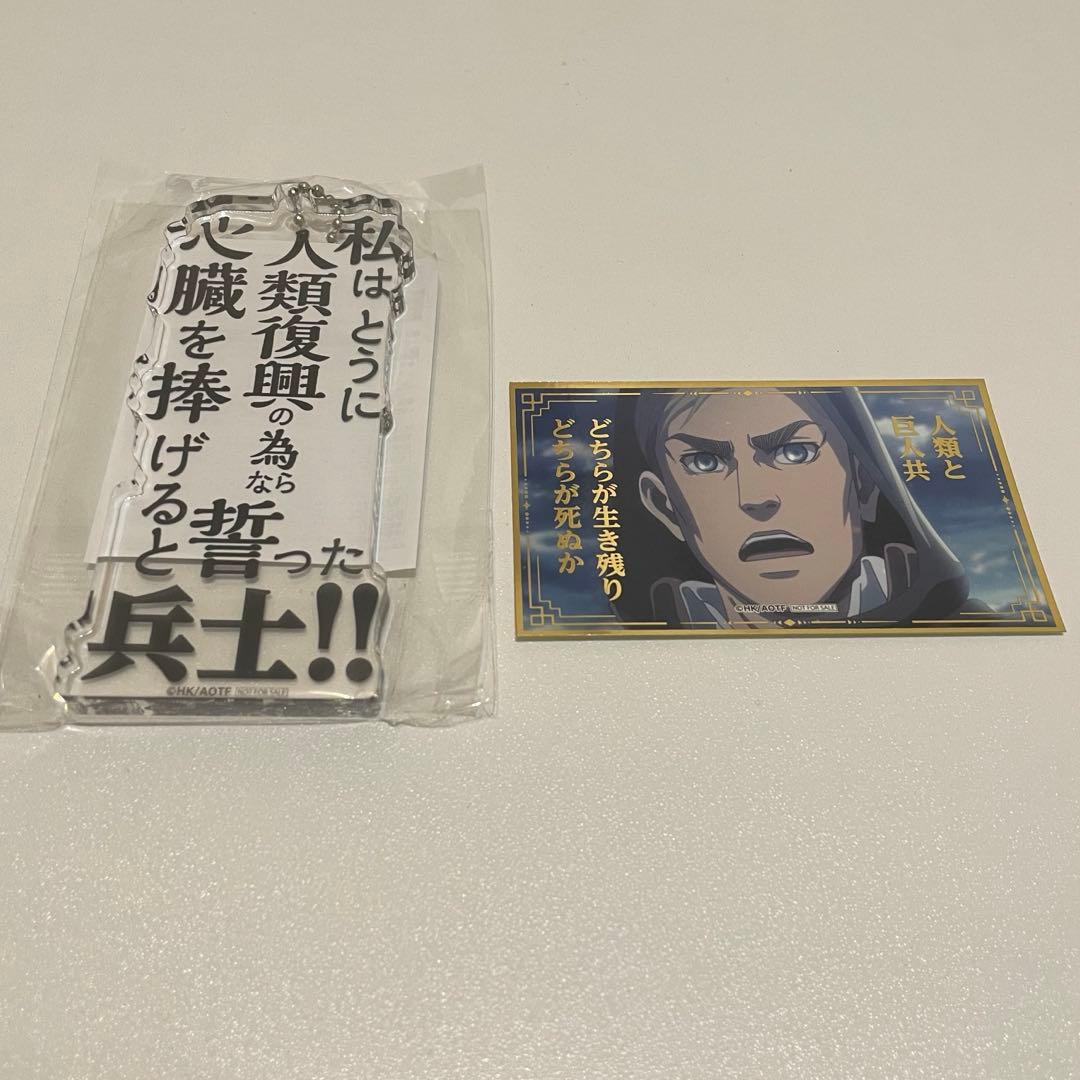 私はとうに
人類復興の為なら
心臓を捧げると
誓った
兵士!!
©HK/AOTF NOT FOR SALE
人類と
巨人共
どちらが生き残り
どちらが死ぬか
©HK/AOTF NOT FOR SALE